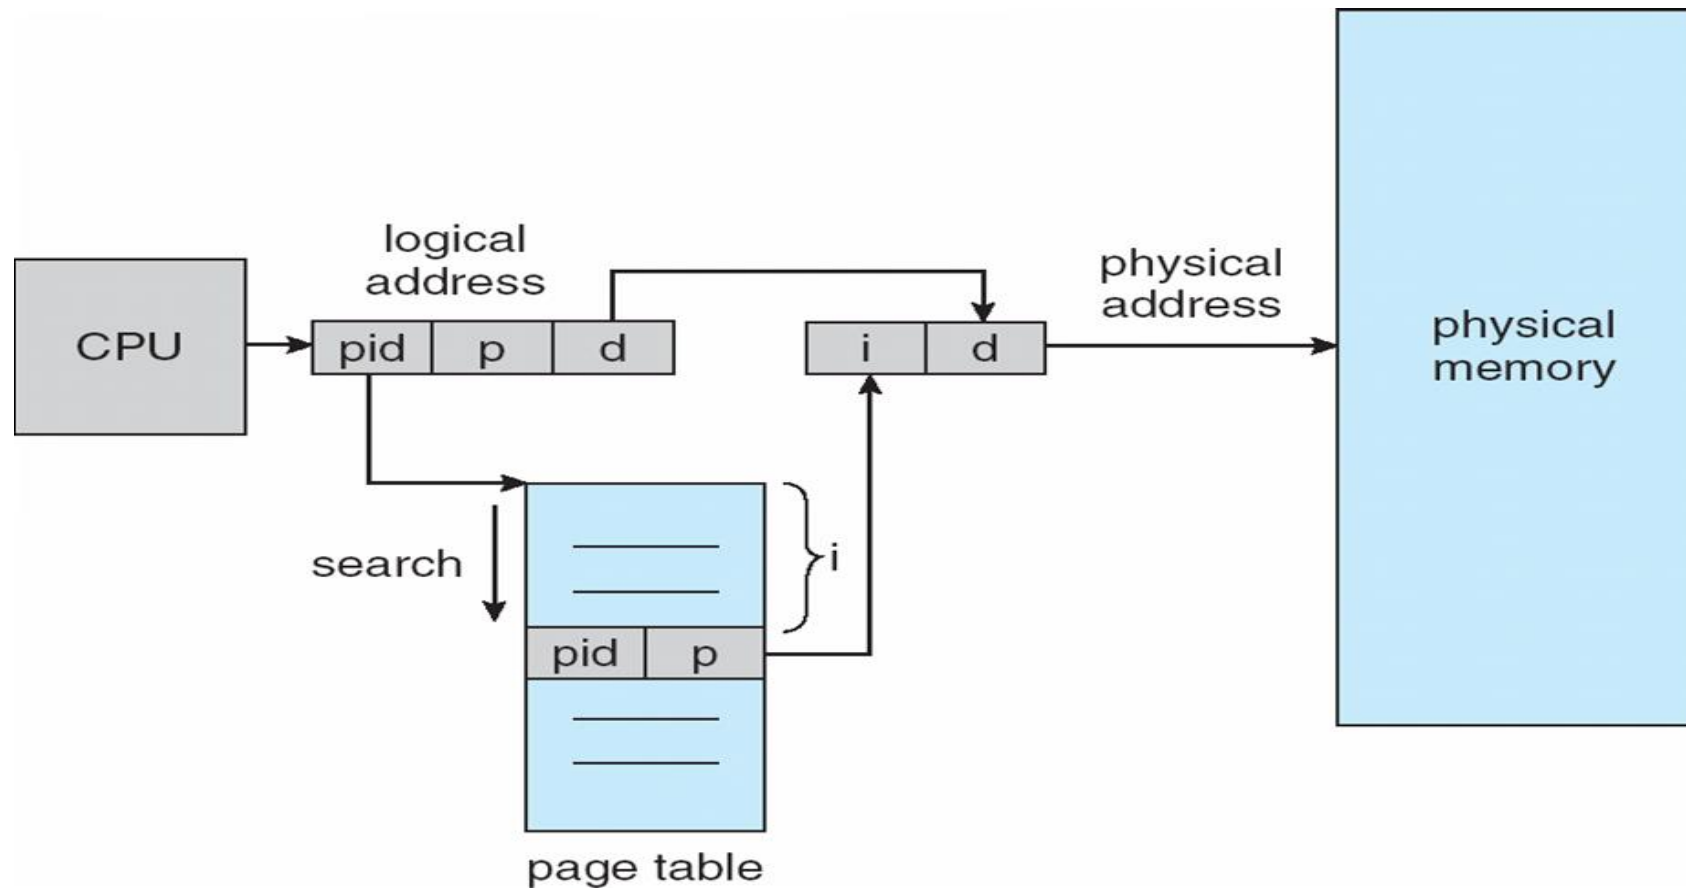 logical
address
physical
address
CPU
pid
p
d
i
d
physical
memory
search
i
pid
p
page table